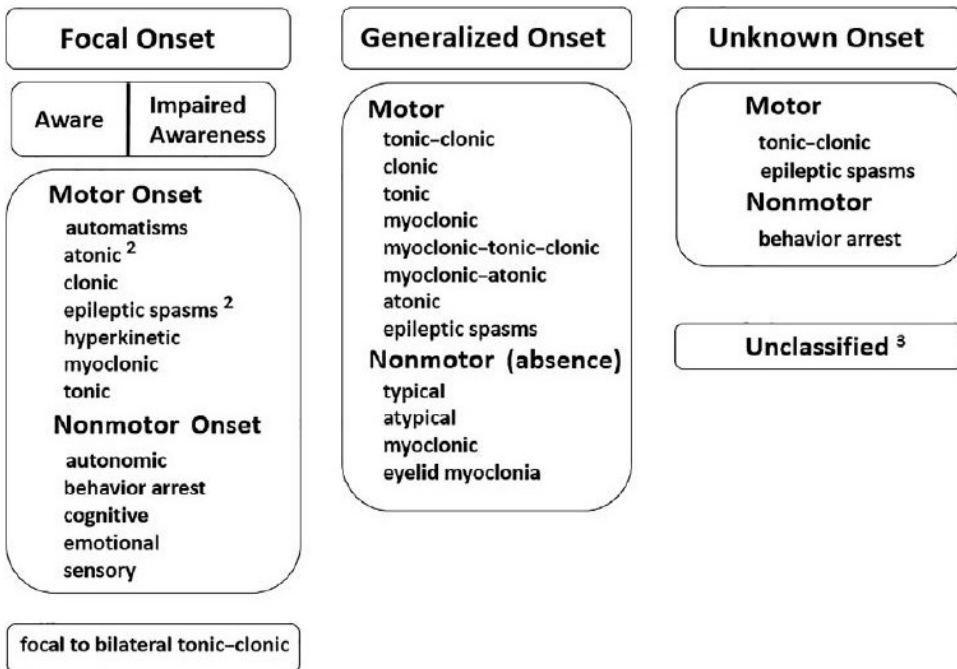 Focal Onset
Aware
Impaired
Awareness
Motor Onset
automatisms
atonic 2
clonic
epileptic spasms 2
hyperkinetic
myoclonic
tonic
Nonmotor Onset
autonomic
behavior arrest
cognitive
emotional
sensory
focal to bilateral tonic–clonic
Generalized Onset
Motor
tonic–clonic
clonic
tonic
myoclonic
myoclonic–tonic–clonic
myoclonic–atonic
atonic
epileptic spasms
Nonmotor (absence)
typical
atypical
myoclonic
eyelid myoclonia
Unknown Onset
Motor
tonic–clonic
epileptic spasms
Nonmotor
behavior arrest
Unclassified 3